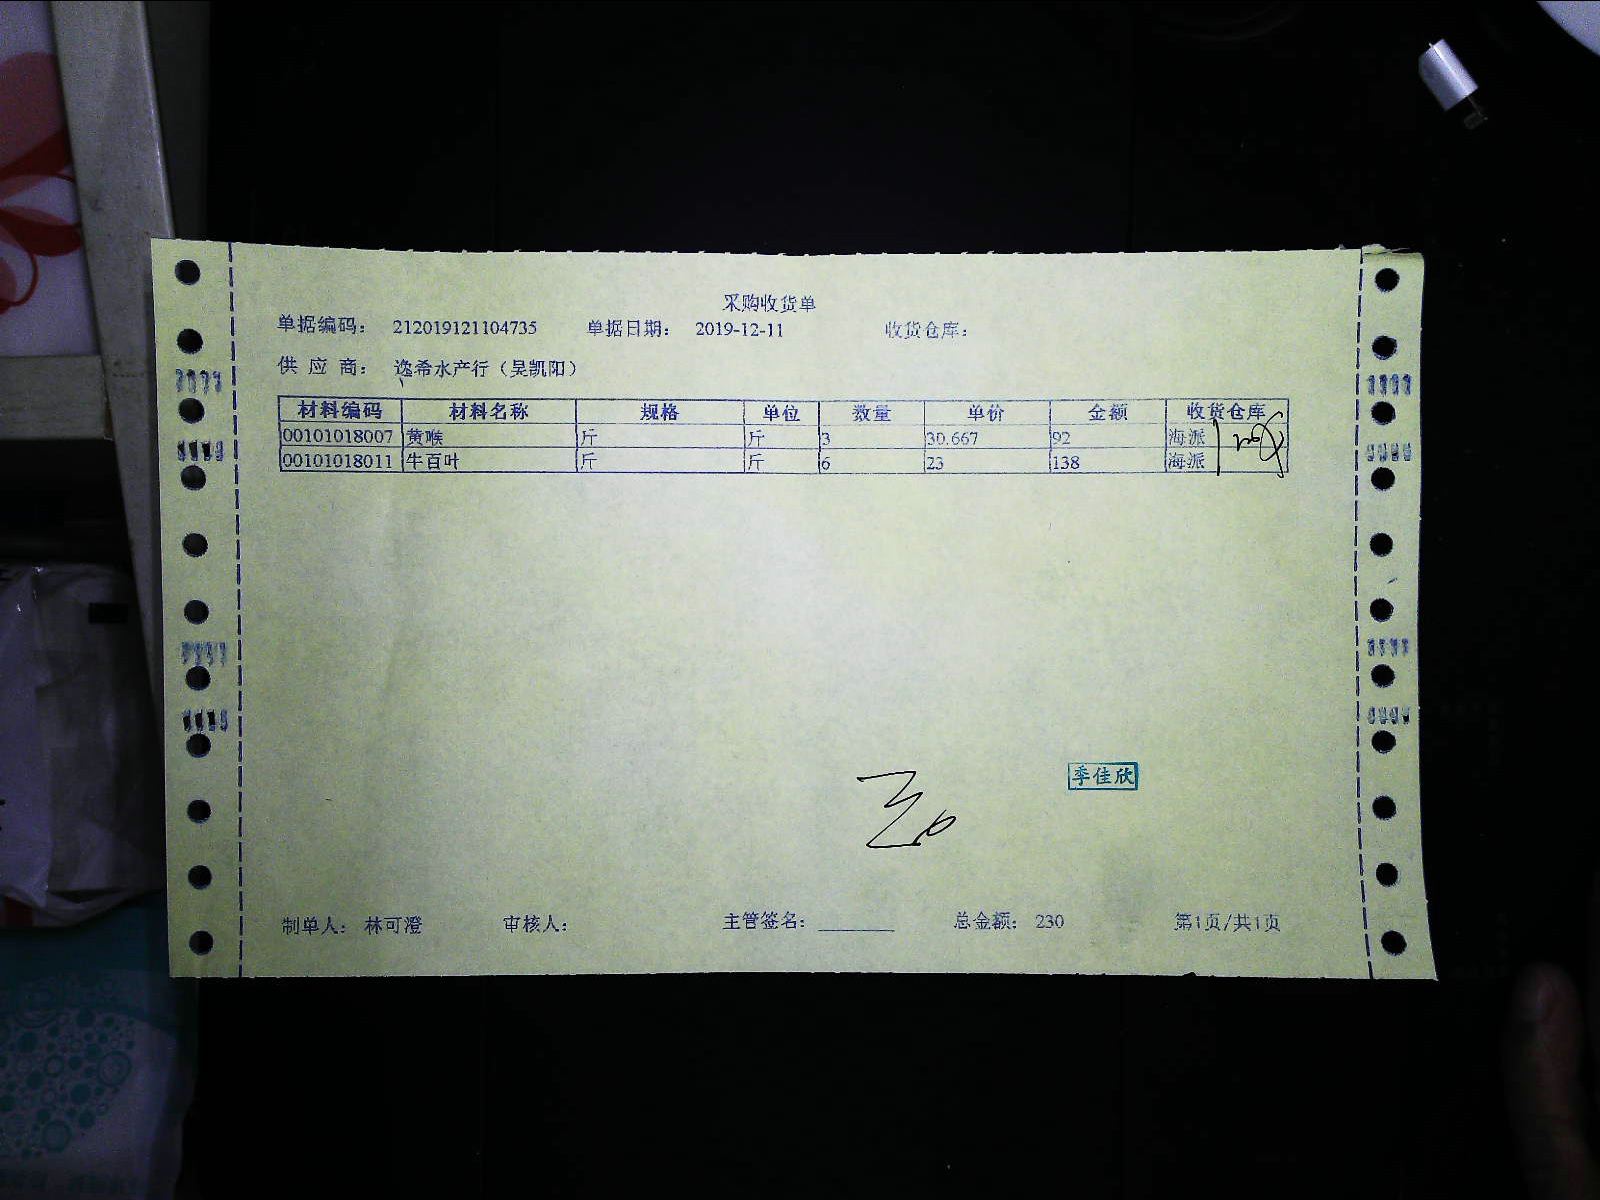 采购收货单
单据编码： 212019121104735 单据日期： 2019-12-11 收货仓库：
供 应 商： 逸希水产行（吴凯阳）
材料编码 材料名称 规格 单位 数量 单价 金额 收货仓库
00101018007 黄喉 斤 斤 3 30.667 92 海派
00101018011 牛百叶 斤 斤 6 23 138 海派
季佳欣
制单人： 林可澄 审核人： 主管签名： 总金额： 230 第1页/共1页